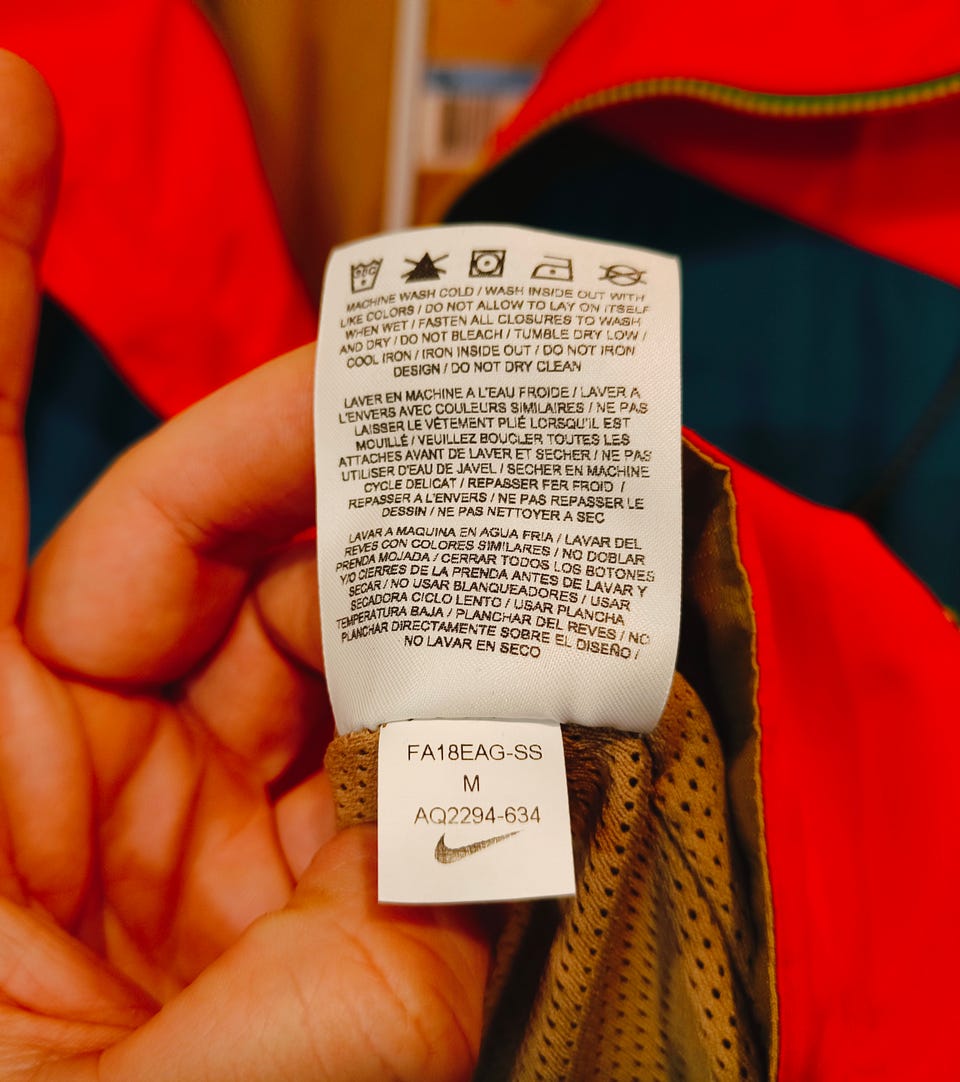 MACHINE WASH COLD / WASH INSIDE OUT WITH
LIKE COLORS / DO NOT ALLOW TO LAY ON ITSELF
WHEN WET / FASTEN ALL CLOSURES TO WASH
AND DRY / DO NOT BLEACH / TUMBLE DRY LOW /
COOL IRON / IRON INSIDE OUT / DO NOT IRON
DESIGN / DO NOT DRY CLEAN
LAVER EN MACHINE A L'EAU FROIDE / LAVER A
L'ENVERS AVEC COULEURS SIMILAIRES / NE PAS
LAISSER LE VÊTEMENT PLIÉ LORSQU'IL EST
MOUILLÉ / VEUILLEZ BOUCLER TOUTES LES
ATTACHES AVANT DE LAVER ET SECHER / NE PAS
UTILISER D'EAU DE JAVEL / SECHER EN MACHINE
CYCLE DELICAT / REPASSER FER FROID /
REPASSER A L'ENVERS / NE PAS REPASSER LE
DESSIN / NE PAS NETTOYER A SEC
LAVAR A MAQUINA EN AGUA FRIA / LAVAR DEL
REVES CON COLORES SIMILARES / NO DOBLAR
PRENDA MOJADA / CERRAR TODOS LOS BOTONES
Y/O CIERRES DE LA PRENDA ANTES DE LAVAR Y
SECAR / NO USAR BLANQUEADORES / USAR
SECADORA CICLO LENTO / USAR PLANCHA
TEMPERATURA BAJA / PLANCHAR DEL REVES / NO
PLANCHAR DIRECTAMENTE SOBRE EL DISEÑO /
NO LAVAR EN SECO
FA18EAG-SS
M
AQ2294-634